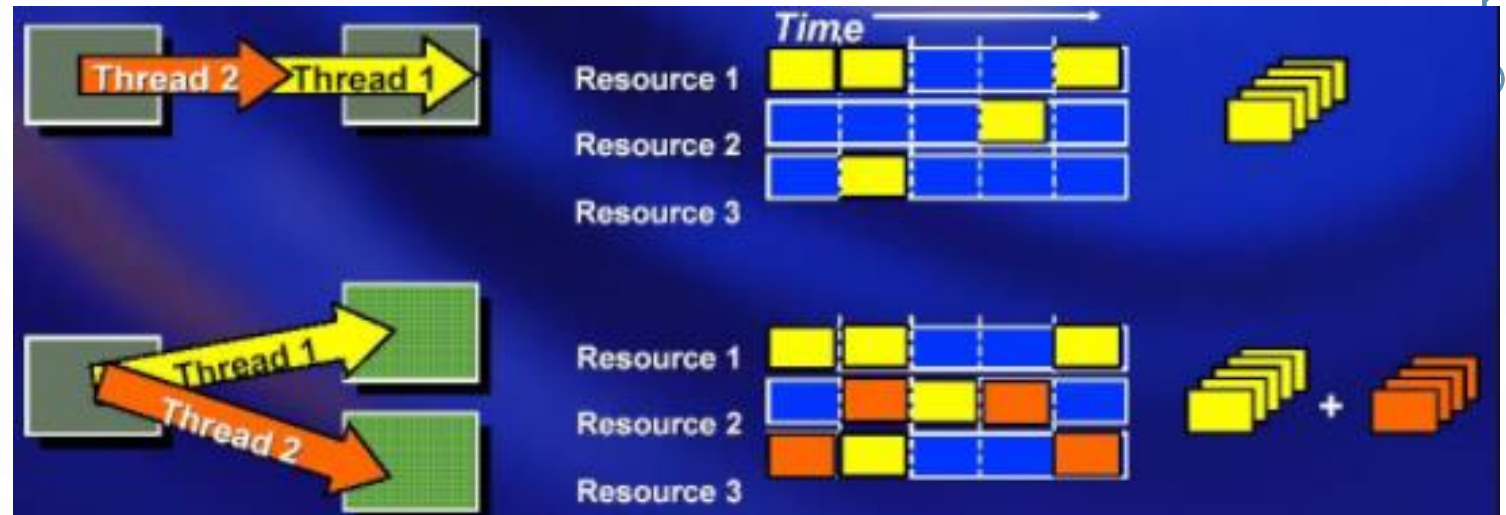 Time
Thread 2 Thread 1
Resource 1
Resource 2
Resource 3
Thread 1
Thread 2
Resource 1
Resource 2
Resource 3
+